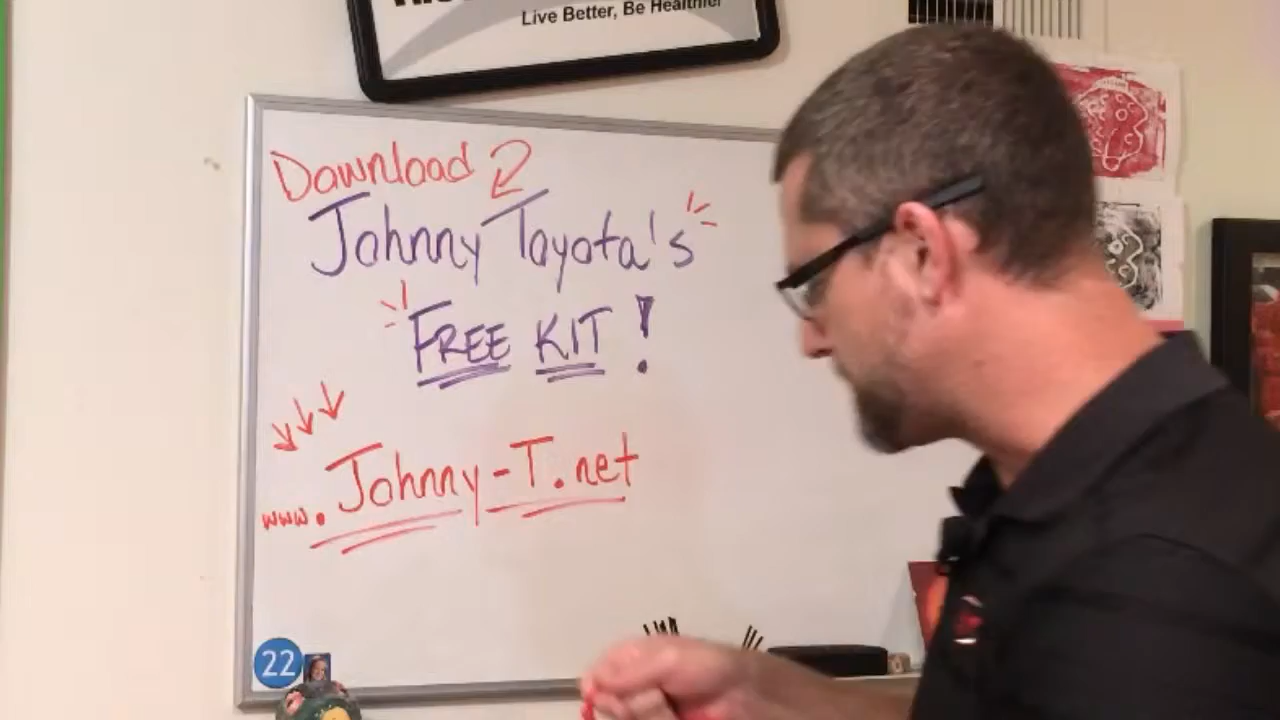 Live Better, Be Healthier
Download
Johnny Toyota's
FREE KIT!
www.Johnny-T.net
22